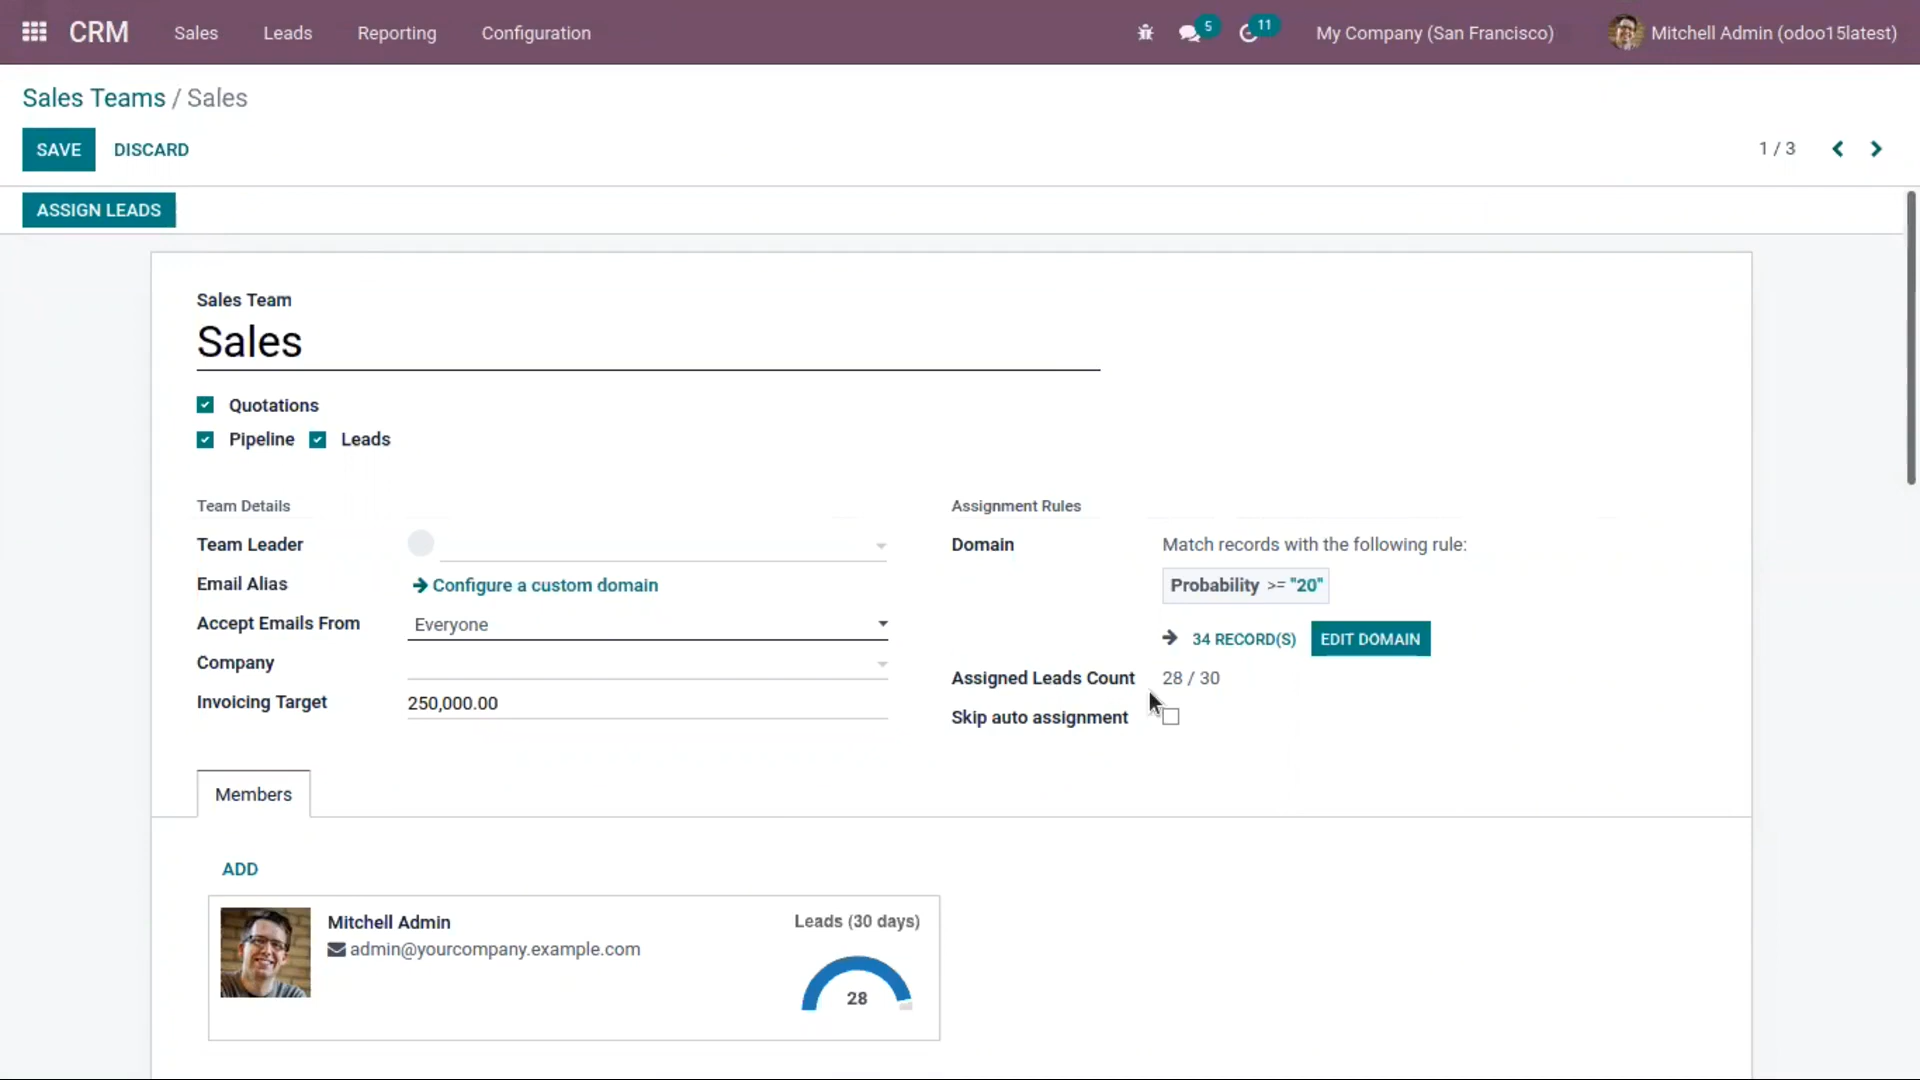 CRM Sales Leads Reporting Configuration 5 11 My Company (San Francisco) Mitchell Admin (odoo15latest)
Sales Teams / Sales
SAVE DISCARD 1 / 3
ASSIGN LEADS
Sales Team
Sales
Quotations
Pipeline Leads
Team Details
Team Leader
Email Alias Configure a custom domain
Accept Emails From Everyone
Company
Invoicing Target 250,000.00
Assignment Rules
Domain Match records with the following rule:
Probability >= "20"
34 RECORD(S) EDIT DOMAIN
Assigned Leads Count 28 / 30
Skip auto assignment
Members
ADD
Mitchell Admin
admin@yourcompany.example.com
Leads (30 days)
28